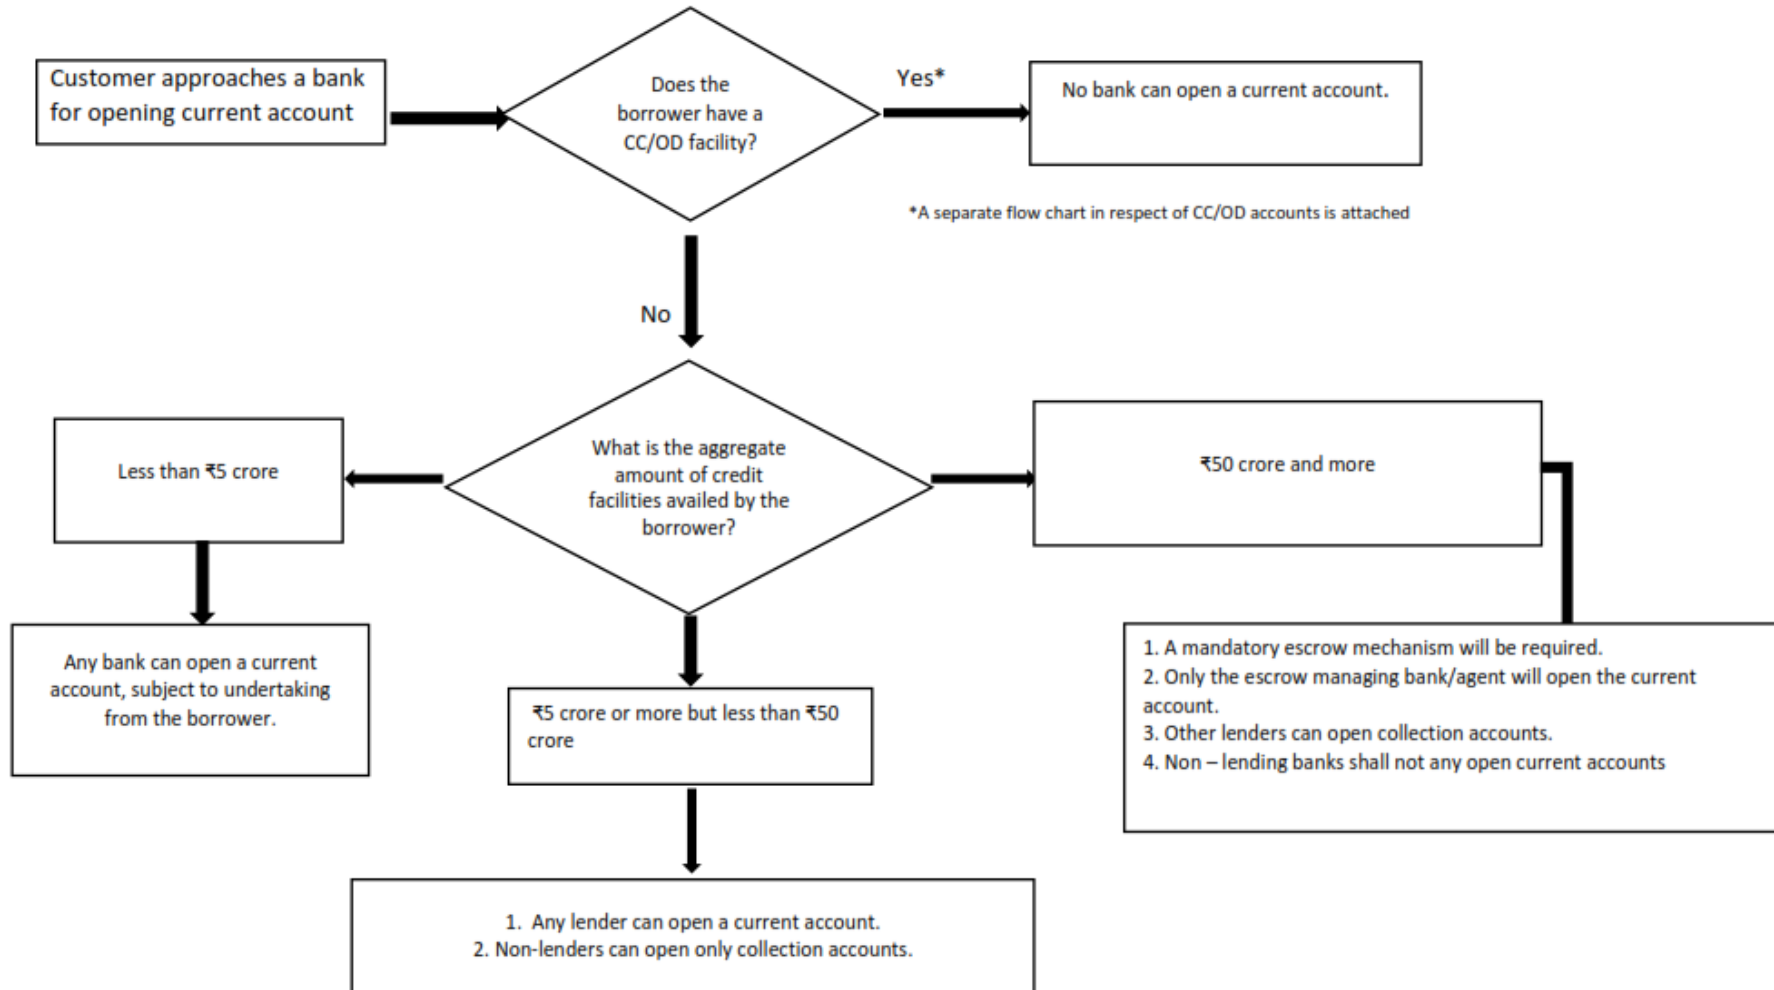 Customer approaches a bank
for opening current account
Does the
borrower have a
CC/OD facility?
Yes*
No bank can open a current account.
*A separate flow chart in respect of CC/OD accounts is attached
No
Less than ₹5 crore
What is the aggregate
amount of credit
facilities availed by the
borrower?
₹50 crore and more
Any bank can open a current
account, subject to undertaking
from the borrower.
₹5 crore or more but less than ₹50
crore
1. A mandatory escrow mechanism will be required.
2. Only the escrow managing bank/agent will open the current
account.
3. Other lenders can open collection accounts.
4. Non – lending banks shall not any open current accounts
1. Any lender can open a current account.
2. Non-lenders can open only collection accounts.